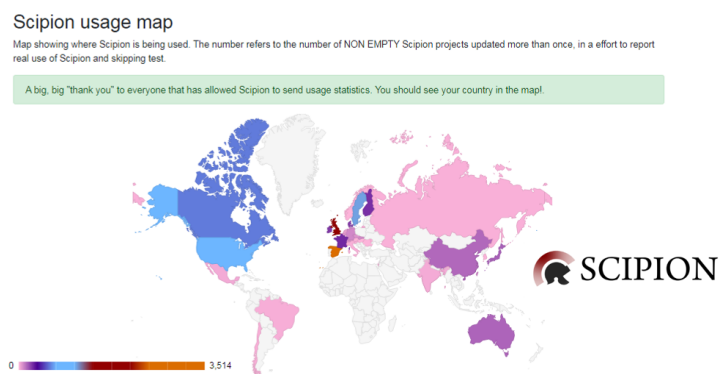 Scipion usage map
Map showing where Scipion is being used. The number refers to the number of NON EMPTY Scipion projects updated more than once, in a effort to report
real use of Scipion and skipping test.
A big, big "thank you" to everyone that has allowed Scipion to send usage statistics. You should see your country in the map!.
SCIPION
0 3,514